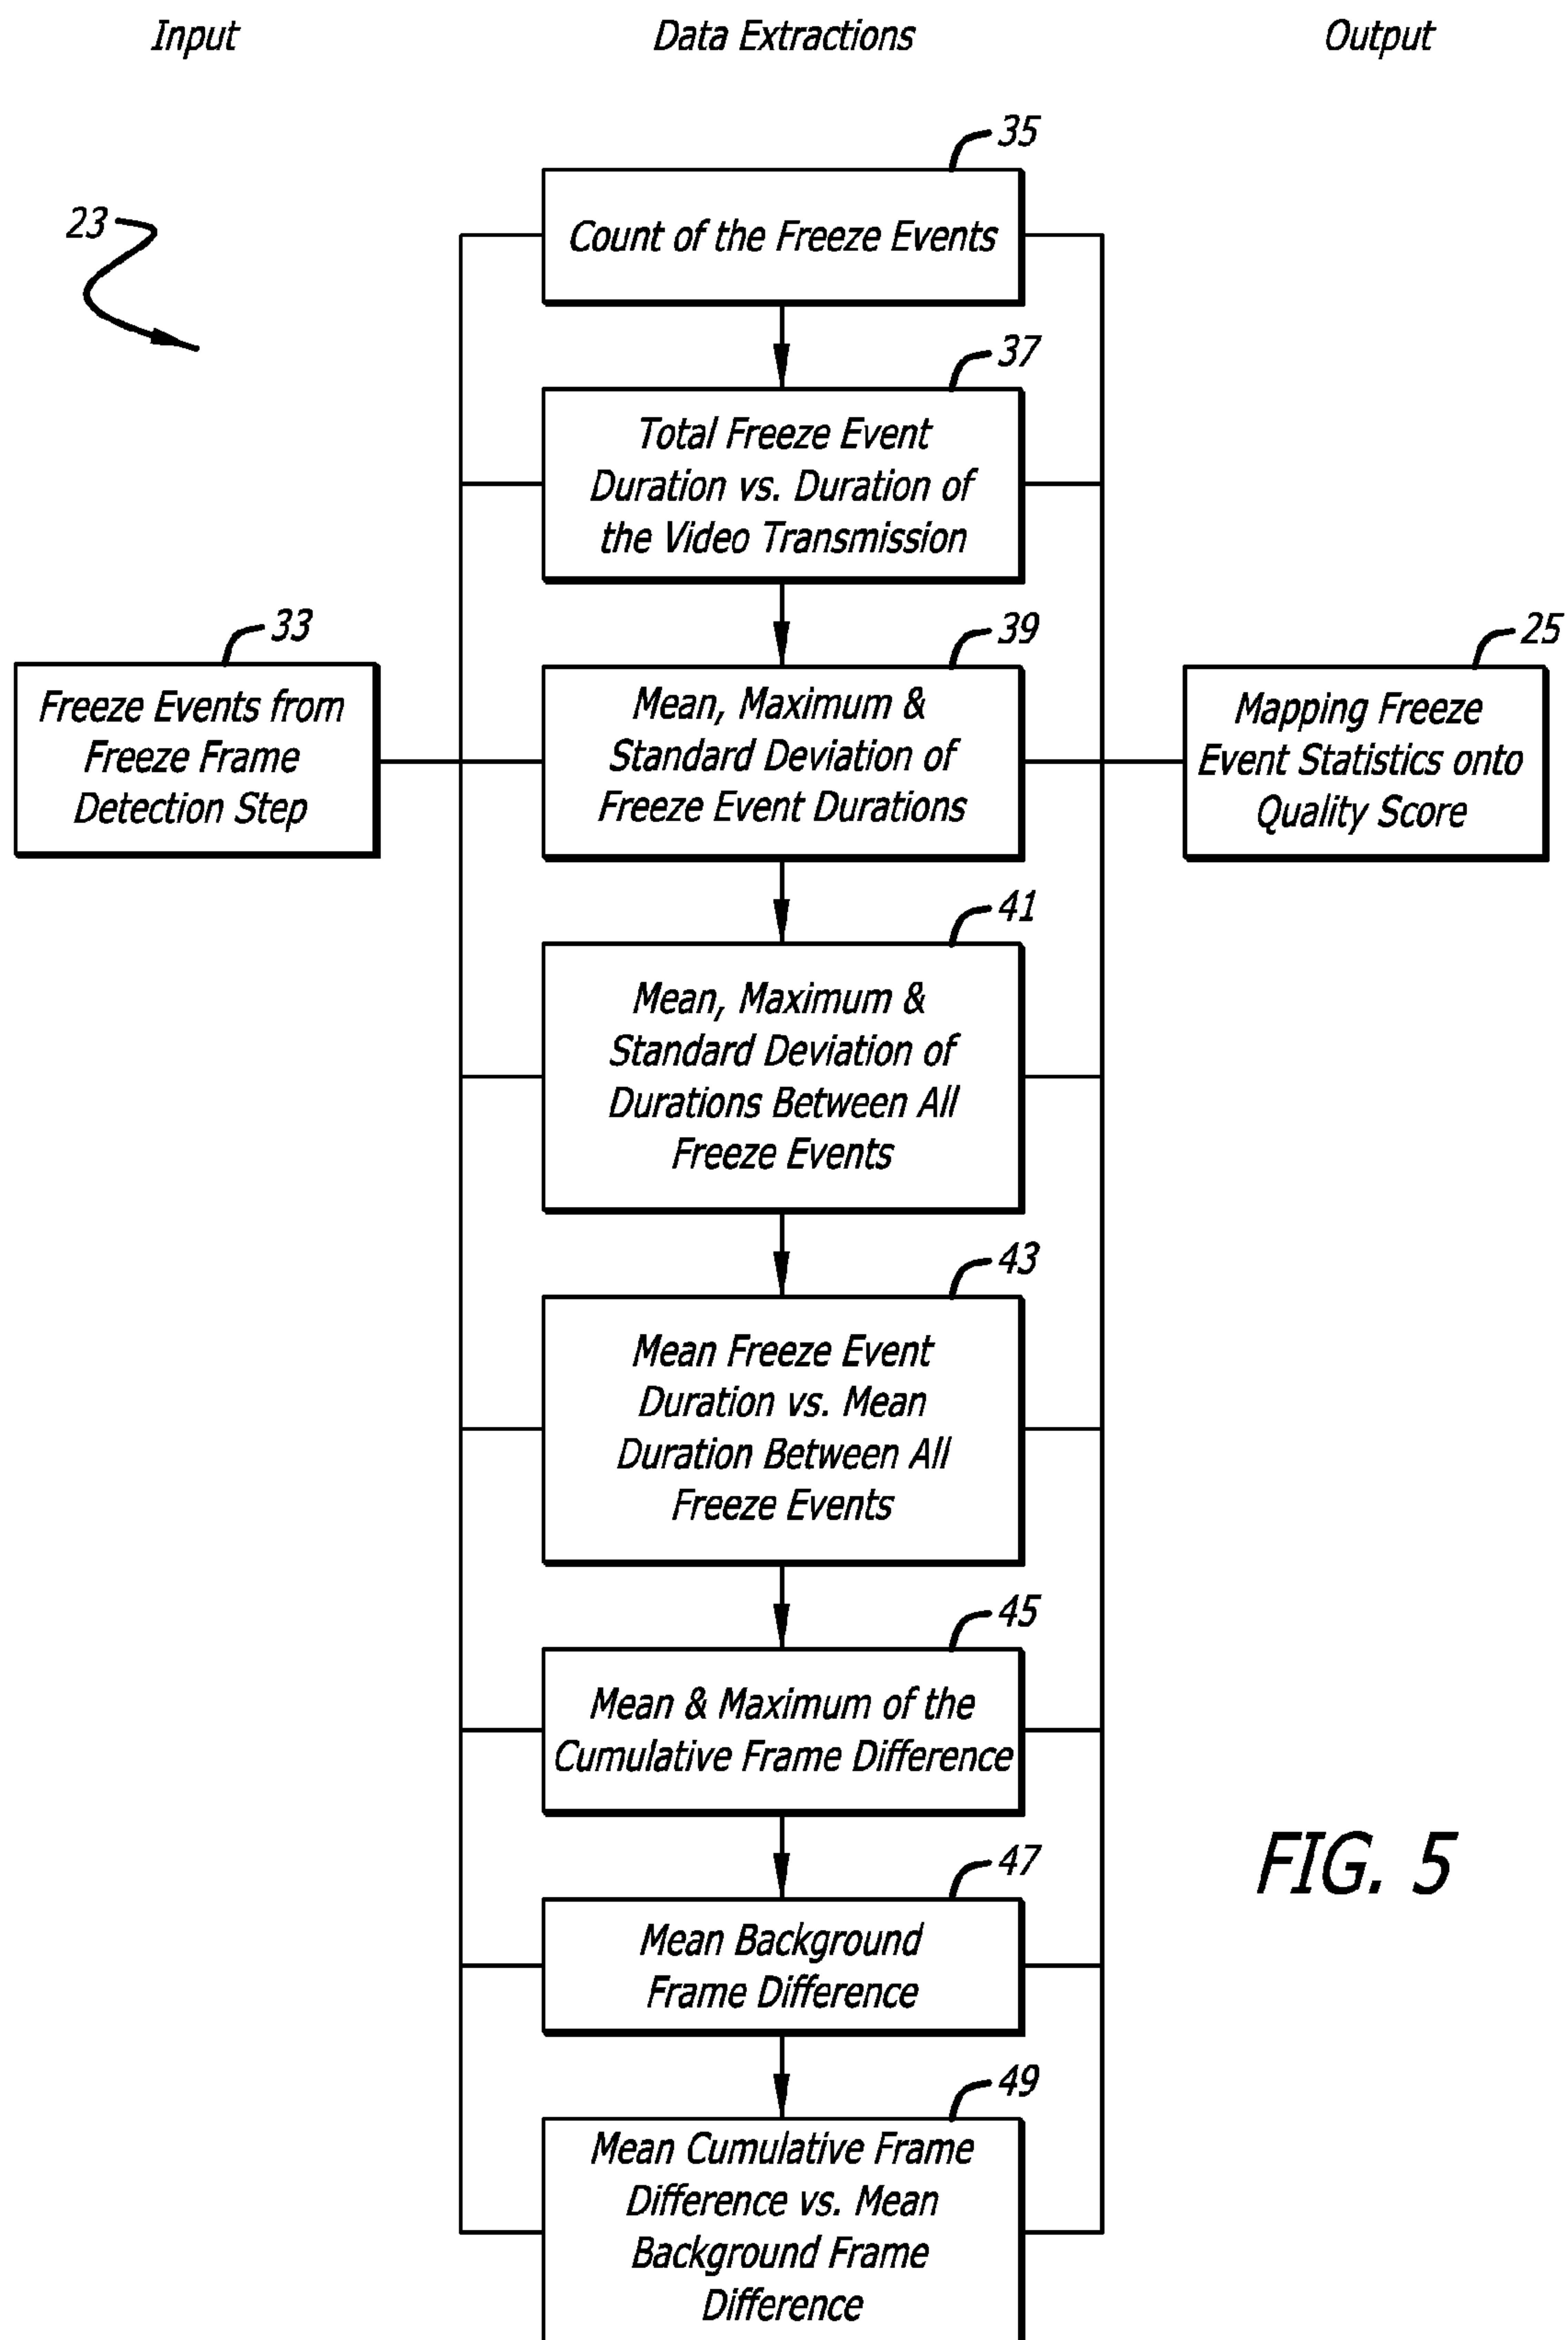 Input
Data Extractions
Output
23
35
Count of the Freeze Events
37
Total Freeze Event
Duration vs. Duration of
the Video Transmission
33
Freeze Events from
Freeze Frame
Detection Step
39
Mean, Maximum &
Standard Deviation of
Freeze Event Durations
25
Mapping Freeze
Event Statistics onto
Quality Score
41
Mean, Maximum &
Standard Deviation of
Durations Between All
Freeze Events
43
Mean Freeze Event
Duration vs. Mean
Duration Between All
Freeze Events
45
Mean & Maximum of the
Cumulative Frame Difference
47
Mean Background
Frame Difference
49
Mean Cumulative Frame
Difference vs. Mean
Background Frame
Difference
FIG. 5